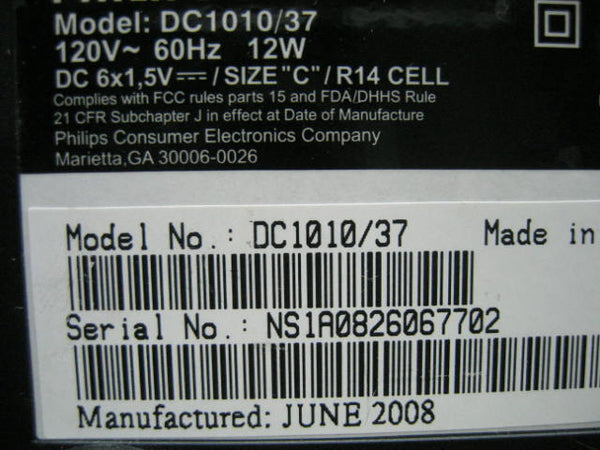 Model: DC1010/37
120V~ 60Hz 12W
DC 6x1,5V⎓/SIZE "C"/R14 CELL
Complies with FCC rules parts 15 and FDA/DHHS Rule
21 CFR Subchapter J in effect at Date of Manufacture
Philips Consumer Electronics Company
Marietta,GA 30006-0026
Model No.: DC1010/37 Made in
Serial No.: NS1A0826067702
Manufactured: JUNE 2008